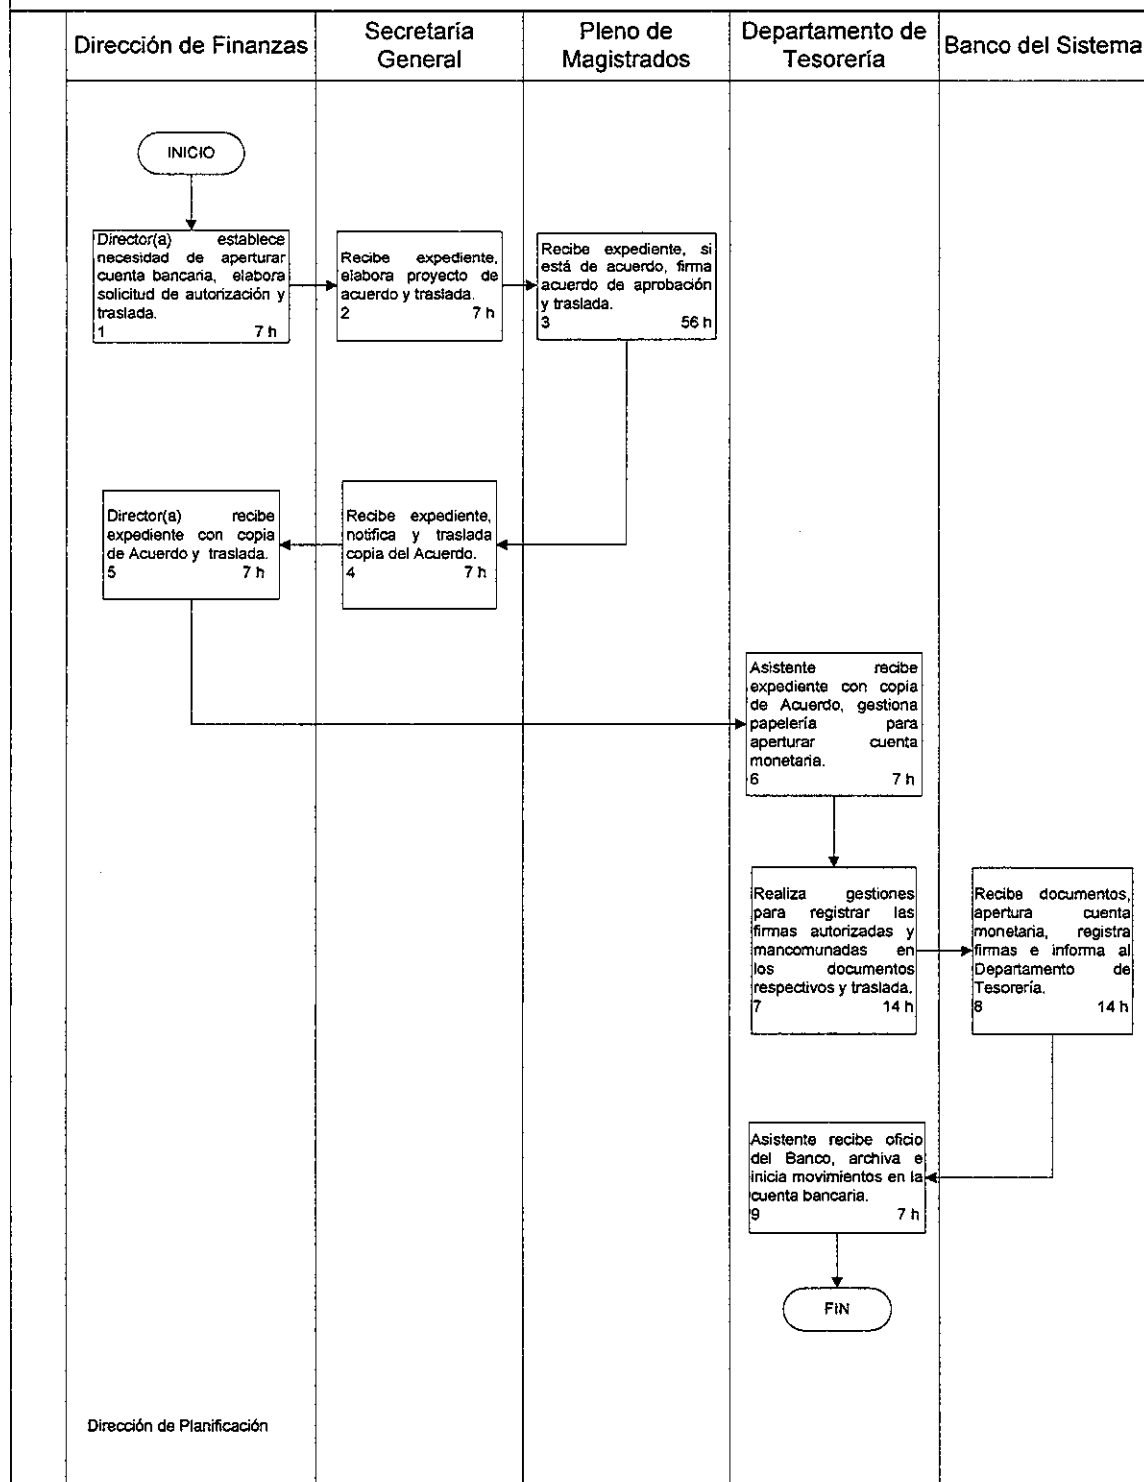 Dirección de Finanzas
Secretaría
General
Pleno de
Magistrados
Departamento de
Tesorería
Banco del Sistema
INICIO
Director(a) establece
necesidad de aperturar
cuenta bancaria, elabora
solicitud de autorización y
traslada.
1 7 h
Recibe expediente,
elabora proyecto de
acuerdo y traslada.
2 7 h
Recibe expediente, si
está de acuerdo, firma
acuerdo de aprobación
y traslada.
3 56 h
Recibe expediente,
notifica y traslada
copia del Acuerdo.
4 7 h
Director(a) recibe
expediente con copia
de Acuerdo y traslada.
5 7 h
Asistente recibe
expediente con copia
de Acuerdo, gestiona
papelería para
aperturar cuenta
monetaria.
6 7 h
Realiza gestiones
para registrar las
firmas autorizadas y
mancomunadas en
los documentos
respectivos y traslada.
7 14 h
Recibe documentos,
apertura cuenta
monetaria, registra
firmas e informa al
Departamento de
Tesorería.
8 14 h
Asistente recibe oficio
del Banco, archiva e
inicia movimientos en la
cuenta bancaria.
9 7 h
FIN
Dirección de Planificación